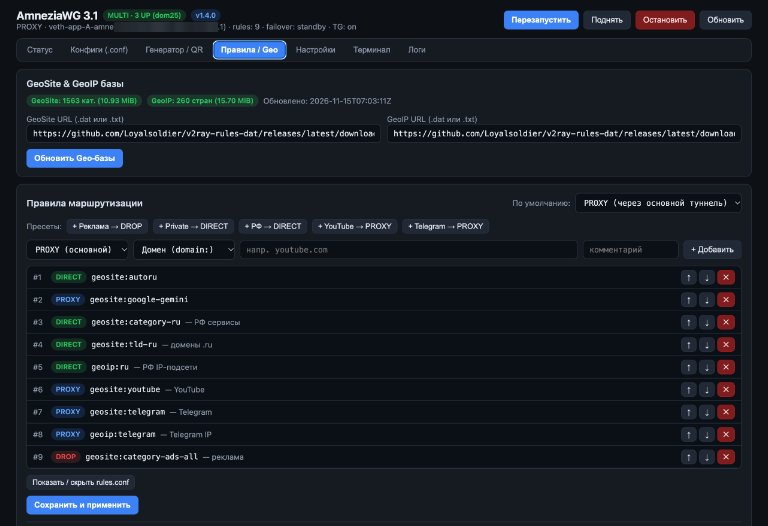 AmneziaWG 3.1 MULTI · 3 UP (dom25) v1.4.0
PROXY · veth-app-A-amne .1) · rules: 9 · failover: standby · TG: on
Перезапустить Поднять Остановить Обновить
Статус Конфиги (.conf) Генератор / QR Правила / Geo Настройки Терминал Логи
GeoSite & GeoIP базы
GeoSite: 1563 кат. (10.93 MiB) GeoIP: 260 стран (15.70 MiB) Обновлено: 2026-11-15T07:03:11Z
GeoSite URL (.dat или .txt) GeoIP URL (.dat или .txt)
https://github.com/Loyalsoldier/v2ray-rules-dat/releases/latest/downloa https://github.com/Loyalsoldier/v2ray-rules-dat/releases/latest/downloa
Обновить Geo-базы
Правила маршрутизации По умолчанию: PROXY (через основной туннель)
Пресеты: + Реклама → DROP + Private → DIRECT + РФ → DIRECT + YouTube → PROXY + Telegram → PROXY
PROXY (основной) Домен (domain:) напр. youtube.com комментарий + Добавить
#1 DIRECT geosite:autoru ↑ ↓ ✕
#2 PROXY geosite:google-gemini ↑ ↓ ✕
#3 DIRECT geosite:category-ru — РФ сервисы ↑ ↓ ✕
#4 DIRECT geosite:tld-ru — домены .ru ↑ ↓ ✕
#5 DIRECT geoip:ru — РФ IP-подсети ↑ ↓ ✕
#6 PROXY geosite:youtube — YouTube ↑ ↓ ✕
#7 PROXY geosite:telegram — Telegram ↑ ↓ ✕
#8 PROXY geoip:telegram — Telegram IP ↑ ↓ ✕
#9 DROP geosite:category-ads-all — реклама ↑ ↓ ✕
Показать / скрыть rules.conf
Сохранить и применить